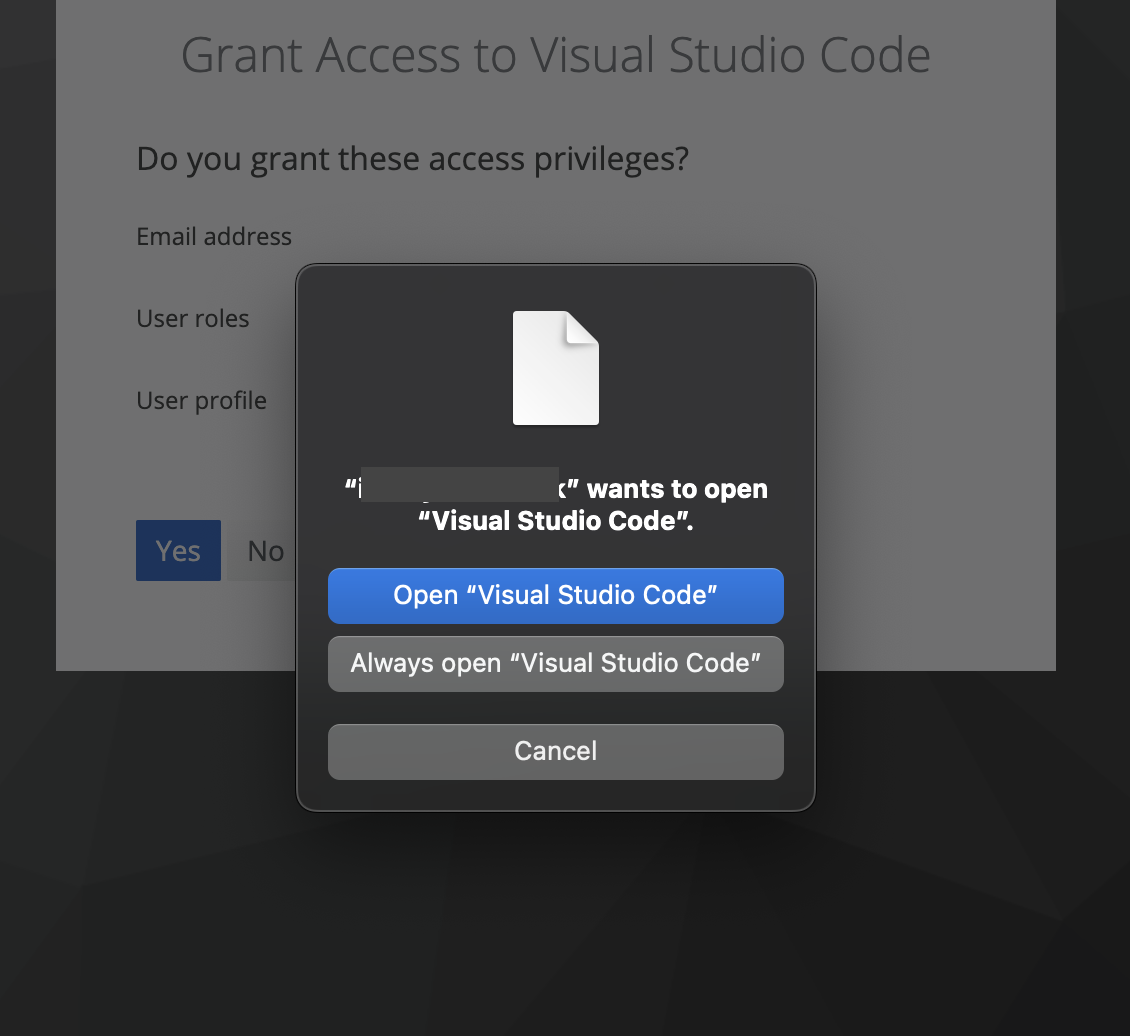 Grant Access to Visual Studio Code
Do you grant these access privileges?
Email address
User roles
User profile
Yes No
“i k” wants to open
“Visual Studio Code”.
Open “Visual Studio Code”
Always open “Visual Studio Code”
Cancel